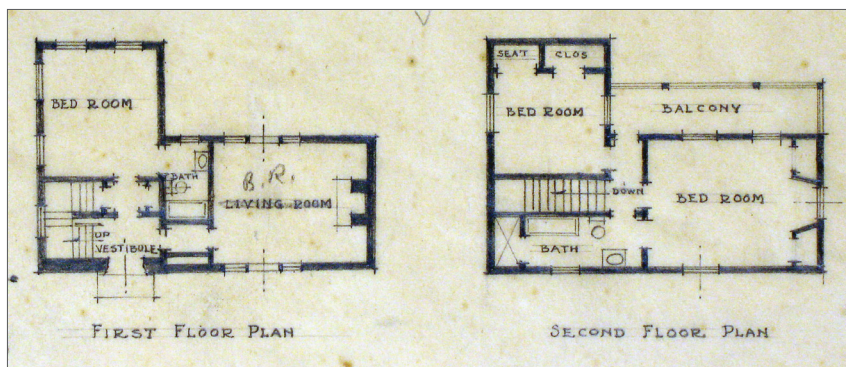 BED ROOM
BATH
B.R.
LIVING ROOM
UP
VESTIBULE
FIRST FLOOR PLAN
SEAT
CLOS
BED ROOM
BALCONY
DOWN
BED ROOM
BATH
SECOND FLOOR PLAN